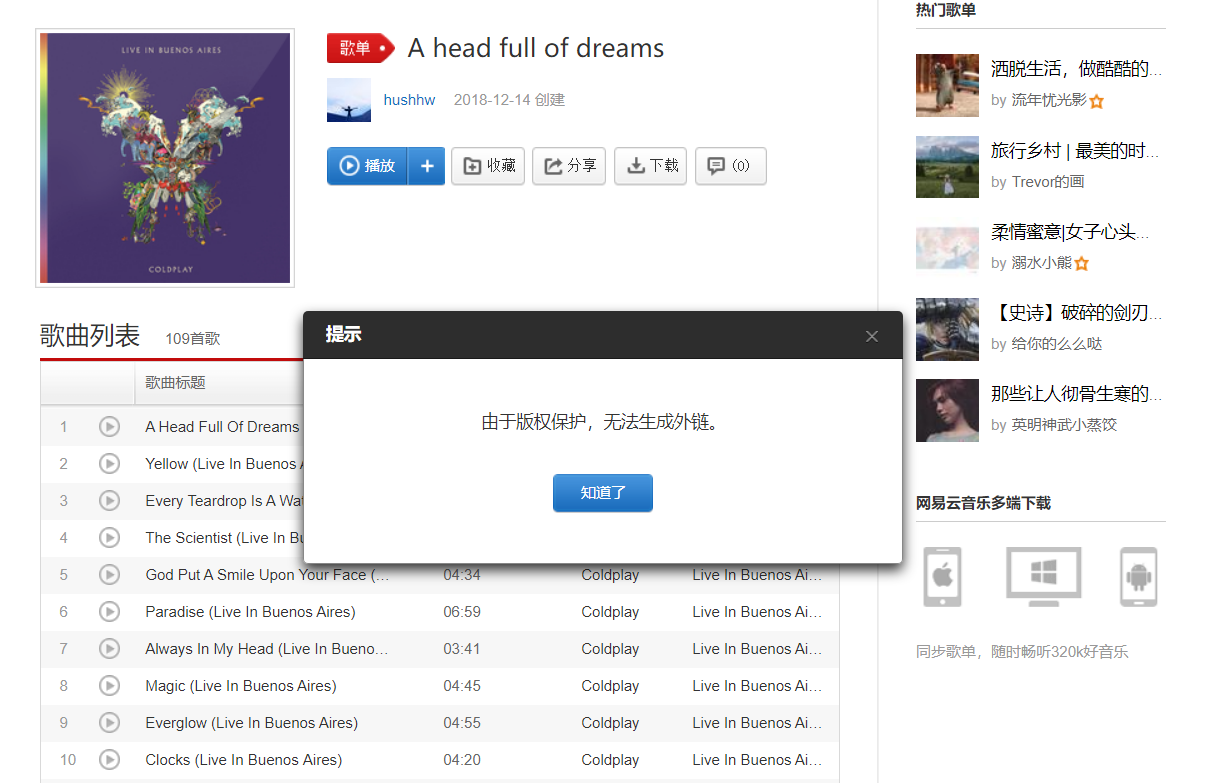 LIVE IN BUENOS AIRES
COLDPLAY
歌单 A head full of dreams
hushhw 2018-12-14 创建
播放 + 收藏 分享 下载 (0)
歌曲列表 109首歌
歌曲标题
1 A Head Full Of Dreams
2 Yellow (Live In Buenos
3 Every Teardrop Is A Wat
4 The Scientist (Live In Bu
5 God Put A Smile Upon Your Face (... 04:34 Coldplay Live In Buenos Ai...
6 Paradise (Live In Buenos Aires) 06:59 Coldplay Live In Buenos Ai...
7 Always In My Head (Live In Bueno... 03:41 Coldplay Live In Buenos Ai...
8 Magic (Live In Buenos Aires) 04:45 Coldplay Live In Buenos Ai...
9 Everglow (Live In Buenos Aires) 04:55 Coldplay Live In Buenos Ai...
10 Clocks (Live In Buenos Aires) 04:20 Coldplay Live In Buenos Ai...
提示 ×
由于版权保护，无法生成外链。
知道了
热门歌单
洒脱生活，做酷酷的...
by 流年忧光影
旅行乡村 | 最美的时...
by Trevor的画
柔情蜜意|女子心头...
by 溺水小熊
【史诗】破碎的剑刃...
by 给你的么么哒
那些让人彻骨生寒的...
by 英明神武小蒸饺
网易云音乐多端下载
同步歌单，随时畅听320k好音乐